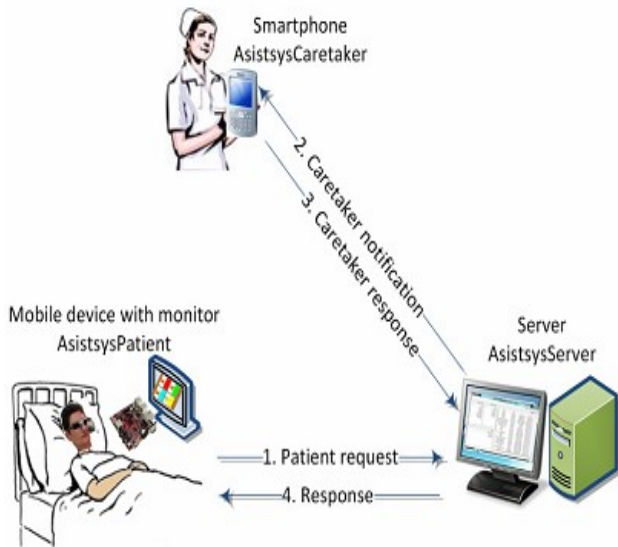 Smartphone
AsistsysCaretaker
2. Caretaker notification
3. Caretaker response
Mobile device with monitor
AsistsysPatient
Server
AsistsysServer
1. Patient request
4. Response